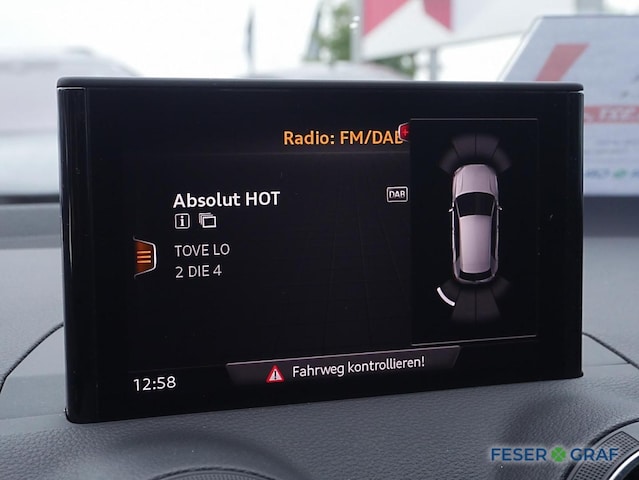 Radio: FM/DAB
Absolut HOT
DAB
TOVE LO
2 DIE 4
Fahrweg kontrollieren!
12:58
FESER GRAF